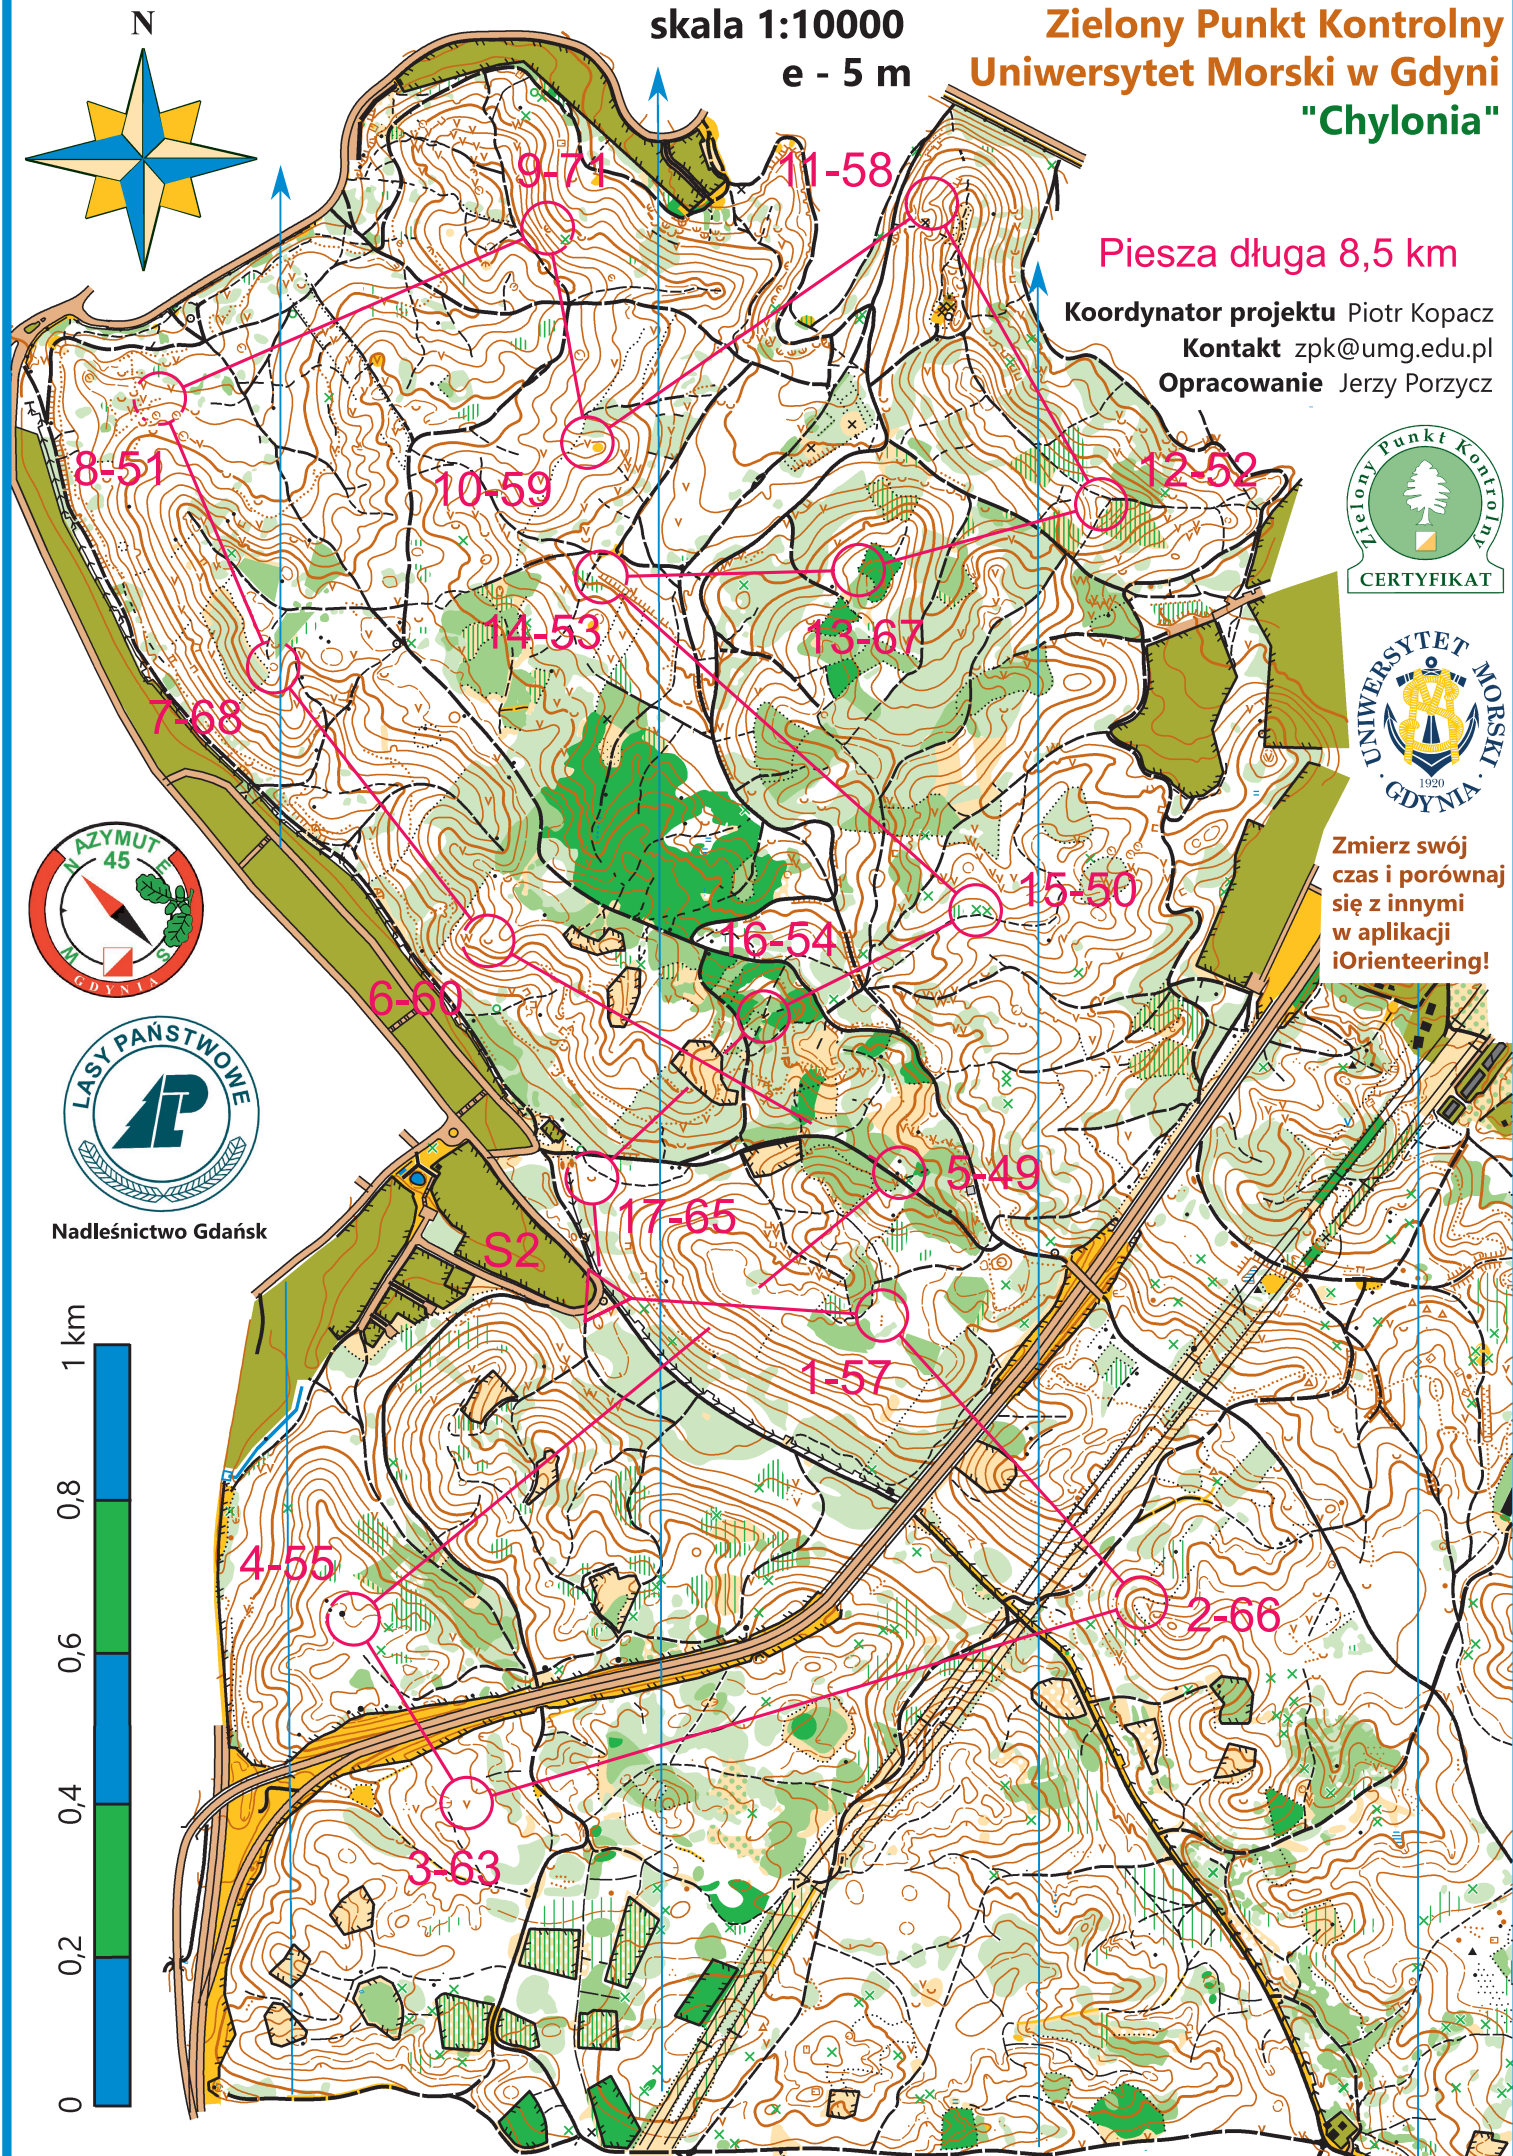 N
skala 1:10000
e - 5 m
Zielony Punkt Kontrolny
Uniwersytet Morski w Gdyni
"Chylonia"
Piesza długa 8,5 km
Koordynator projektu Piotr Kopacz
Kontakt zpk@umg.edu.pl
Opracowanie Jerzy Porzycz
Zielony Punkt Kontrolny
CERTYFIKAT
UNIWERSYTET MORSKI
1920
GDYNIA
Zmierz swój
czas i porównaj
się z innymi
w aplikacji
iOrienteering!
AZYMUT
45
N
E
W
S
GDYNIA
LASY PAŃSTWOWE
LP
Nadleśnictwo Gdańsk
1 km
0,8
0,6
0,4
0,2
0
9-71
11-58
8-51
10-59
12-52
14-53
13-67
7-68
15-50
16-54
6-60
5-49
17-65
S2
1-57
4-55
2-66
3-63